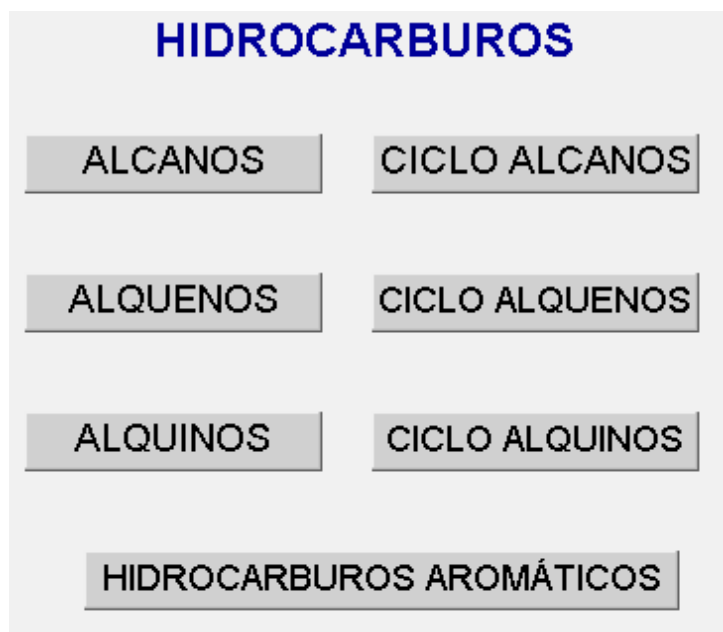 HIDROCARBUROS
ALCANOS
CICLO ALCANOS
ALQUENOS
CICLO ALQUENOS
ALQUINOS
CICLO ALQUINOS
HIDROCARBUROS AROMÁTICOS